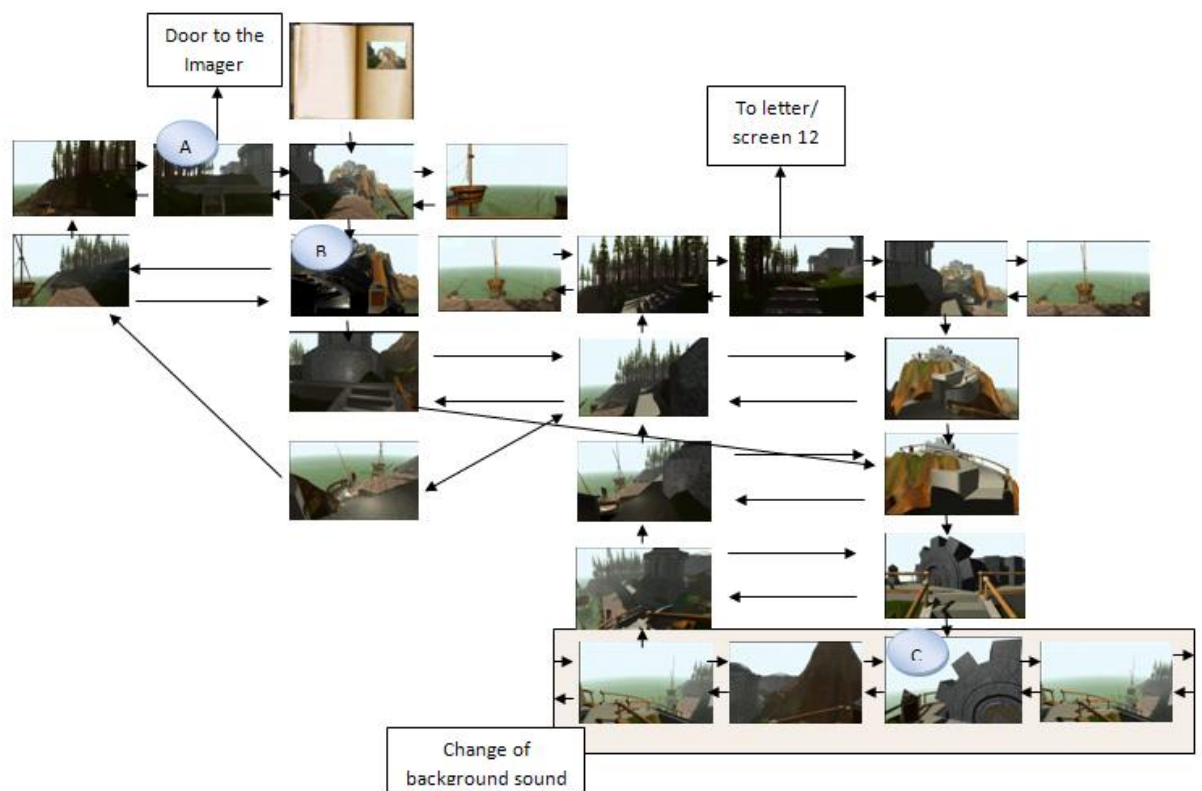 Door to the
Imager
To letter/
screen 12
A
B
C
Change of
background sound